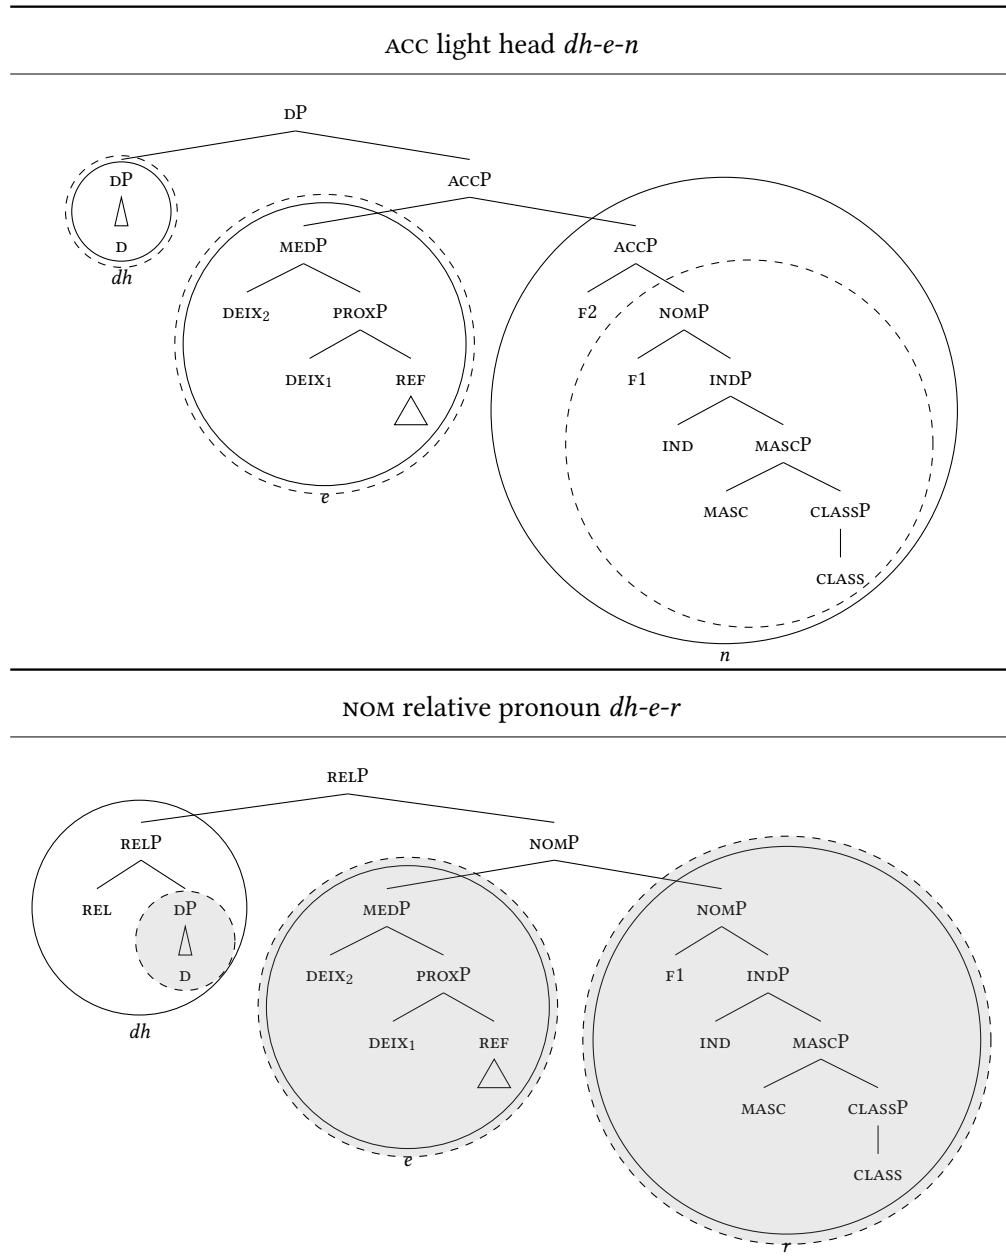 ACC light head dh-e-n
DP
DP ACCP
D MEDP ACCP
dh
DEIX2 PROXP F2 NOMP
DEIX1 REF F1 INDP
IND MASCP
e
MASC CLASSP
CLASS
n
NOM relative pronoun dh-e-r
RELP
RELP NOMP
REL DP MEDP NOMP
D DEIX2 PROXP F1 INDP
dh DEIX1 REF IND MASCP
MASC CLASSP
e
CLASS
r